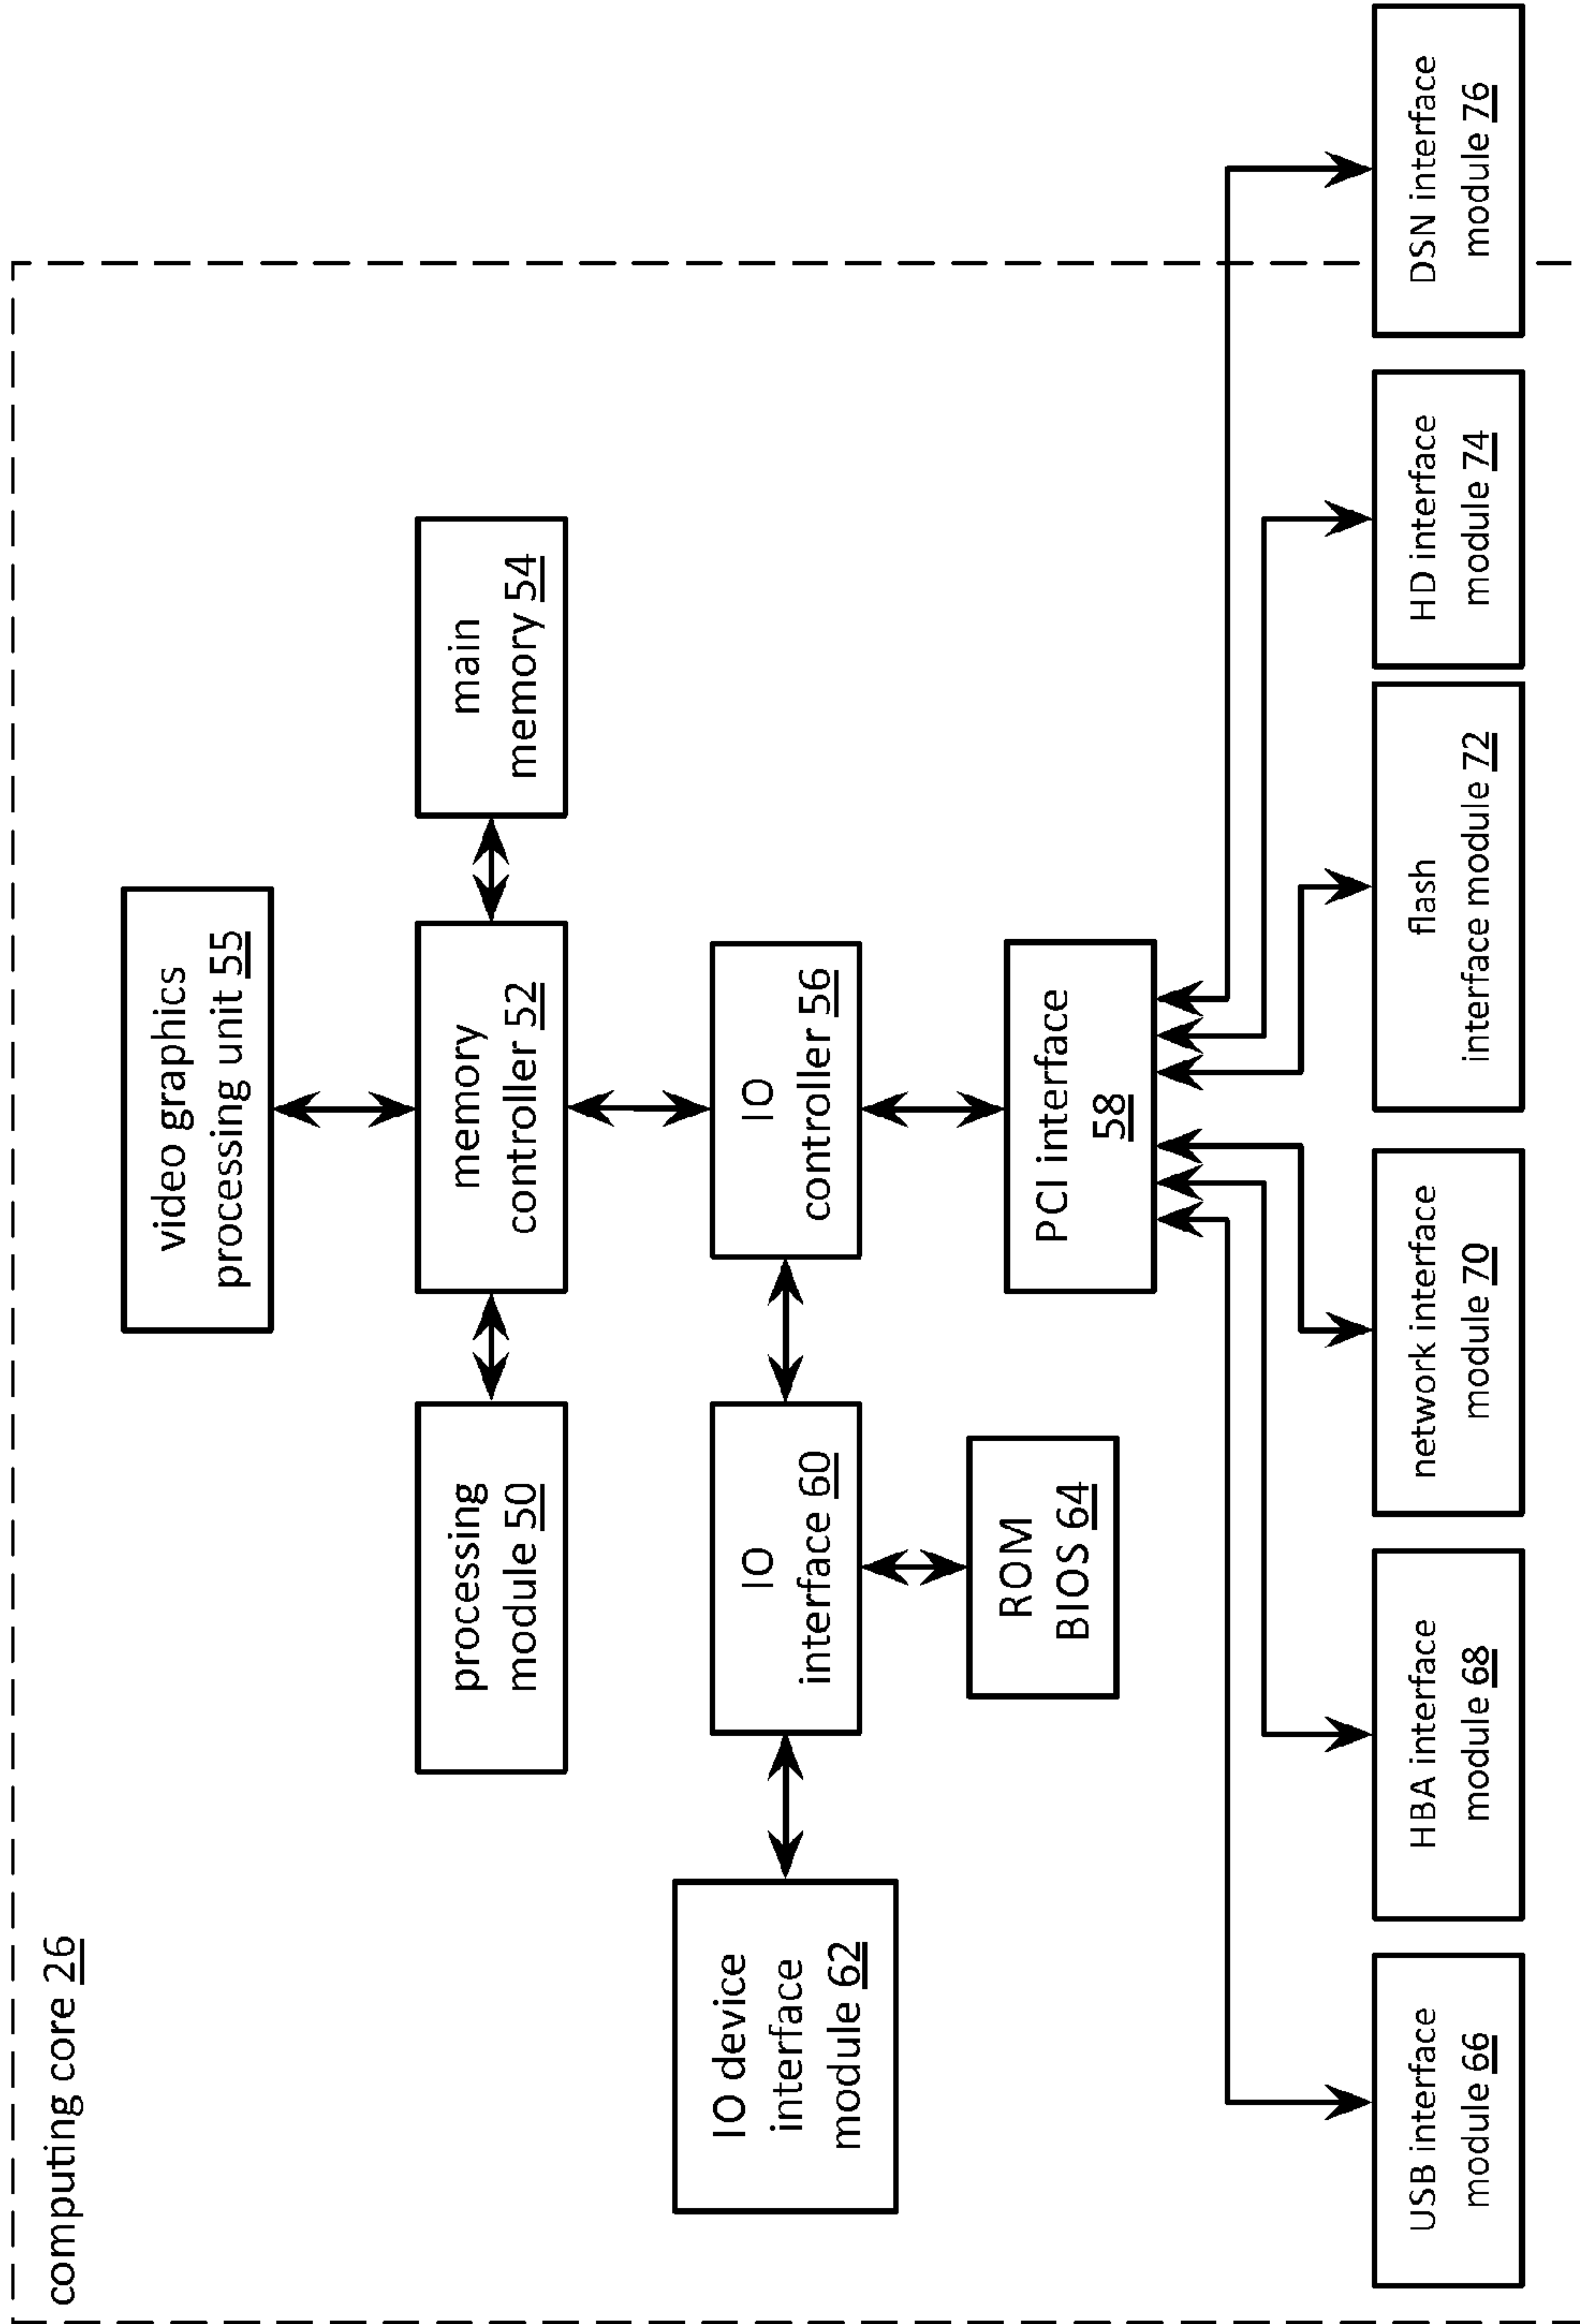 computing core 26
video graphics
processing unit 55
processing
module 50
memory
controller 52
main
memory 54
IO device
interface
module 62
IO
interface 60
IO
controller 56
ROM
BIOS 64
PCI interface
58
USB interface
module 66
HBA interface
module 68
network interface
module 70
flash
interface module 72
HD interface
module 74
DSN interface
module 76